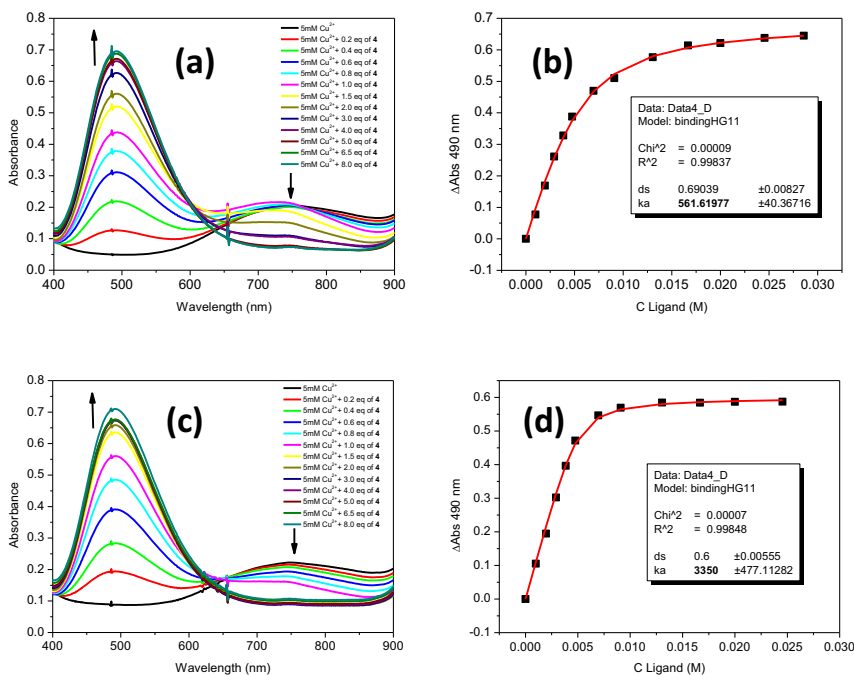 0.8
0.7
0.6
0.5
0.4
0.3
0.2
0.1
0.0
400
500
600
700
800
900
Absorbance
Wavelength (nm)
(a)
5mM Cu²⁺
5mM Cu²⁺+ 0.2 eq of 4
5mM Cu²⁺+ 0.4 eq of 4
5mM Cu²⁺+ 0.6 eq of 4
5mM Cu²⁺+ 0.8 eq of 4
5mM Cu²⁺+ 1.0 eq of 4
5mM Cu²⁺+ 1.5 eq of 4
5mM Cu²⁺+ 2.0 eq of 4
5mM Cu²⁺+ 3.0 eq of 4
5mM Cu²⁺+ 4.0 eq of 4
5mM Cu²⁺+ 5.0 eq of 4
5mM Cu²⁺+ 6.5 eq of 4
5mM Cu²⁺+ 8.0 eq of 4
0.7
0.6
0.5
0.4
0.3
0.2
0.1
0.0
-0.1
0.000
0.005
0.010
0.015
0.020
0.025
0.030
ΔAbs 490 nm
C Ligand (M)
(b)
Data: Data4_D
Model: bindingHG11
Chi^2 = 0.00009
R^2 = 0.99837
ds 0.69039 ±0.00827
ka 561.61977 ±40.36716
0.8
0.7
0.6
0.5
0.4
0.3
0.2
0.1
0.0
400
500
600
700
800
900
Absorbance
Wavelength (nm)
(c)
5mM Cu²⁺
5mM Cu²⁺+ 0.2 eq of 4
5mM Cu²⁺+ 0.4 eq of 4
5mM Cu²⁺+ 0.6 eq of 4
5mM Cu²⁺+ 0.8 eq of 4
5mM Cu²⁺+ 1.0 eq of 4
5mM Cu²⁺+ 1.5 eq of 4
5mM Cu²⁺+ 2.0 eq of 4
5mM Cu²⁺+ 3.0 eq of 4
5mM Cu²⁺+ 4.0 eq of 4
5mM Cu²⁺+ 5.0 eq of 4
5mM Cu²⁺+ 6.5 eq of 4
5mM Cu²⁺+ 8.0 eq of 4
0.7
0.6
0.5
0.4
0.3
0.2
0.1
0.0
-0.1
0.000
0.005
0.010
0.015
0.020
0.025
0.030
0.035
ΔAbs 490 nm
C Ligand (M)
(d)
Data: Data4_D
Model: bindingHG11
Chi^2 = 0.00007
R^2 = 0.99848
ds 0.6 ±0.00555
ka 3350 ±477.11282